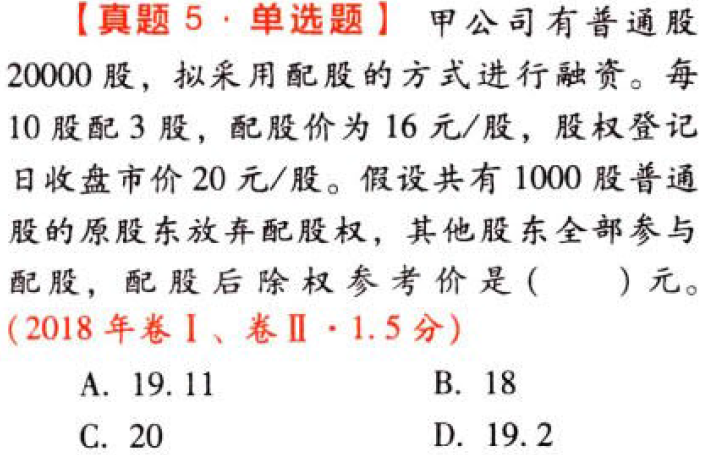 【真题 5 · 单选题】 甲公司有普通股
20000 股，拟采用配股的方式进行融资。每
10 股配 3 股，配股价为 16 元/股，股权登记
日收盘市价 20 元/股。假设共有 1000 股普通
股的原股东放弃配股权，其他股东全部参与
配股，配股后除权参考价是(  )元。
(2018 年卷Ⅰ、卷Ⅱ · 1.5 分)
A. 19.11 B. 18
C. 20 D. 19.2